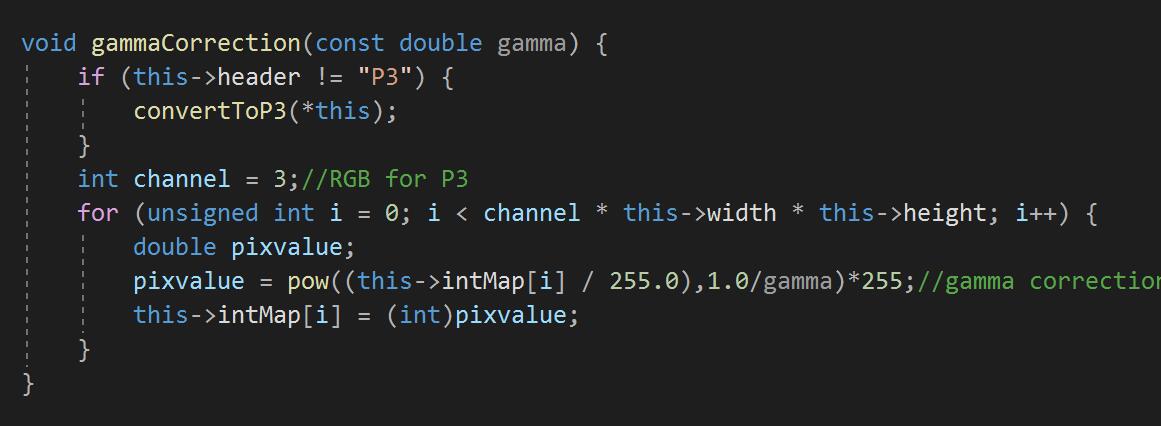 void gammaCorrection(const double gamma) {
    if (this->header != "P3") {
        convertToP3(*this);
    }
    int channel = 3;//RGB for P3
    for (unsigned int i = 0; i < channel * this->width * this->height; i++) {
        double pixvalue;
        pixvalue = pow((this->intMap[i] / 255.0),1.0/gamma)*255;//gamma correction
        this->intMap[i] = (int)pixvalue;
    }
}